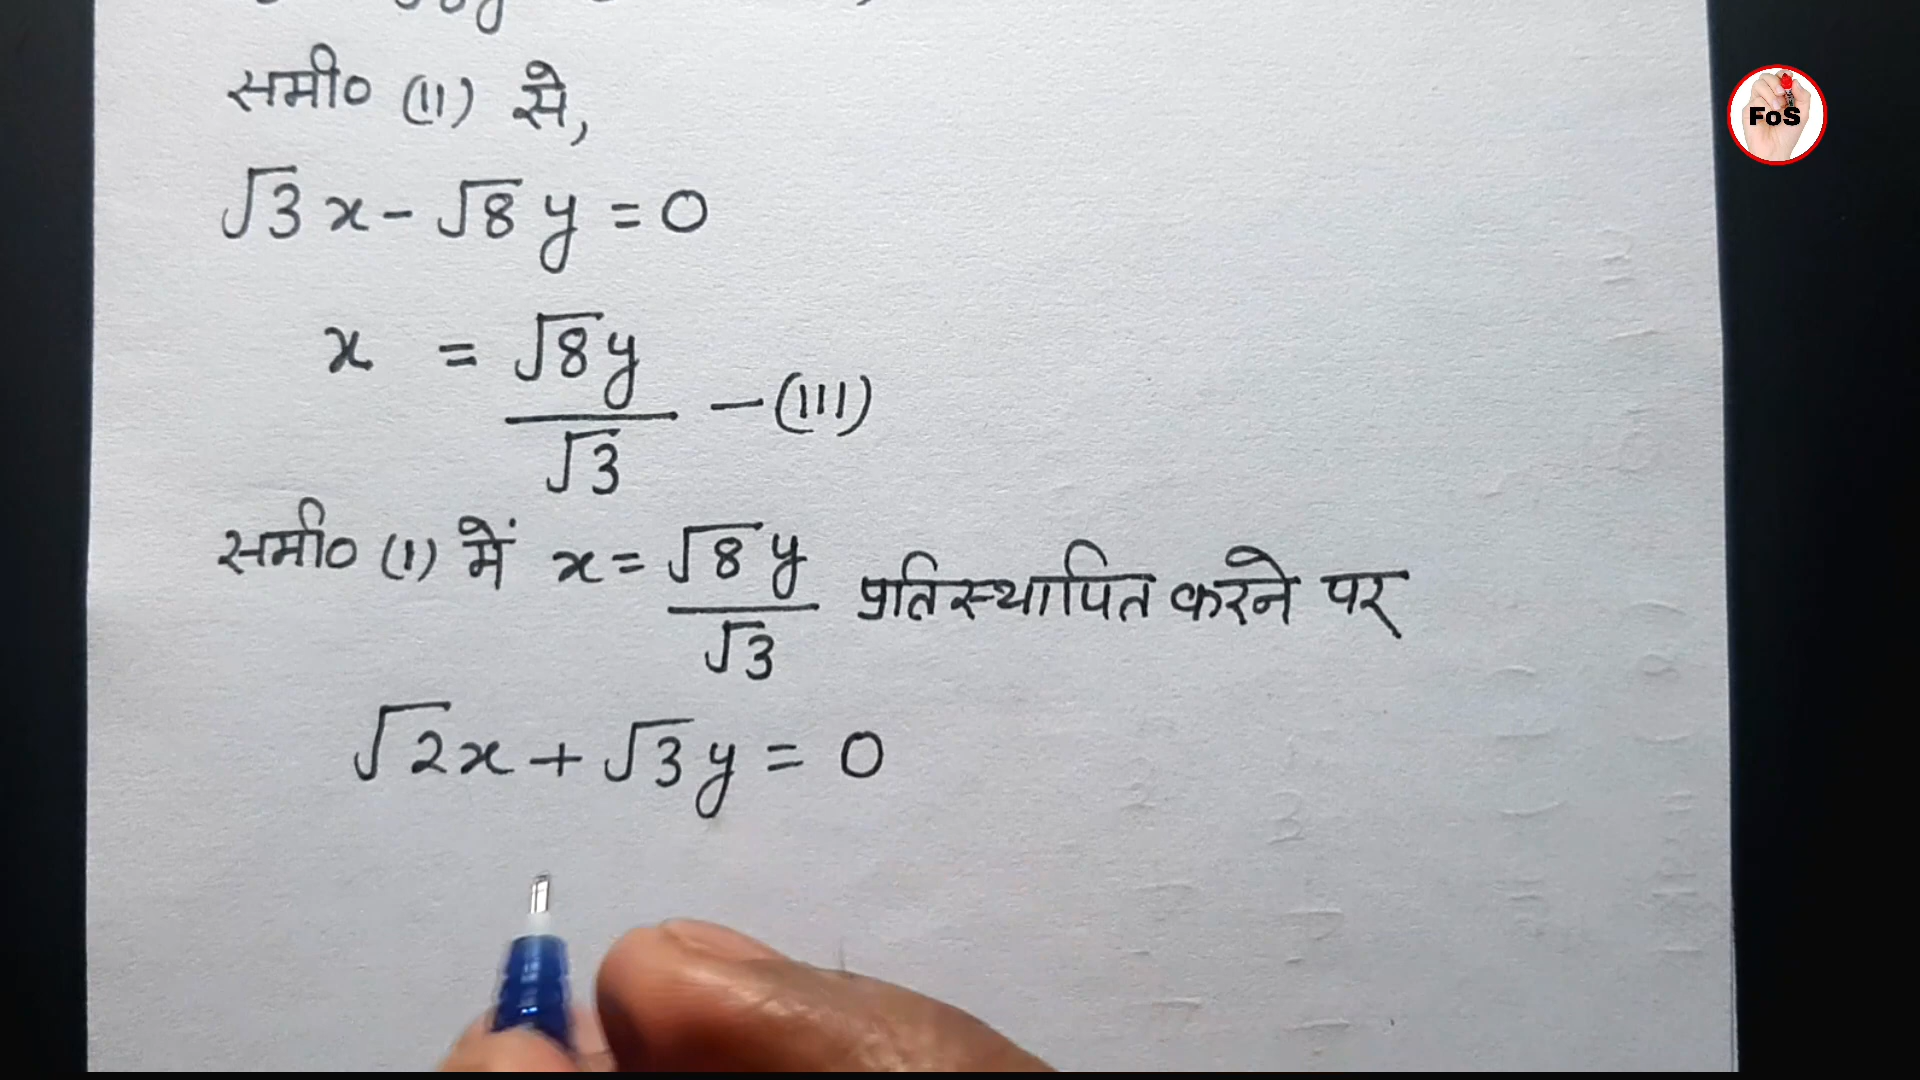 समी० (II) से,
√3 x - √8 y = 0
x = √8 y / √3 — (III)
समी० (I) में x = √8 y / √3 प्रतिस्थापित करने पर
√2x + √3 y = 0
FoS